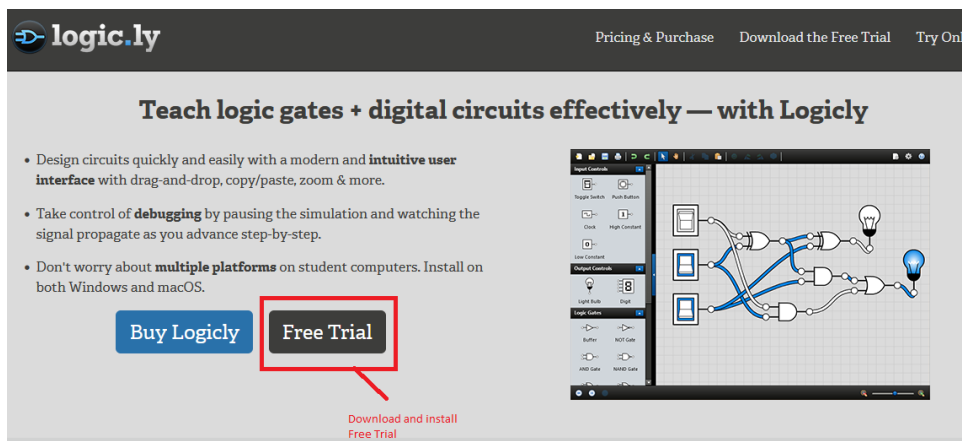 logic.ly
Pricing & Purchase
Download the Free Trial
Try Onl
Teach logic gates + digital circuits effectively — with Logicly
• Design circuits quickly and easily with a modern and intuitive user
interface with drag-and-drop, copy/paste, zoom & more.
• Take control of debugging by pausing the simulation and watching the
signal propagate as you advance step-by-step.
• Don't worry about multiple platforms on student computers. Install on
both Windows and macOS.
Buy Logicly
Free Trial
Download and install
Free Trial
Input Controls
Toggle Switch Push Button
Clock High Constant
Low Constant
Output Controls
Light Bulb Digit
Logic Gates
Buffer NOT Gate
AND Gate NAND Gate